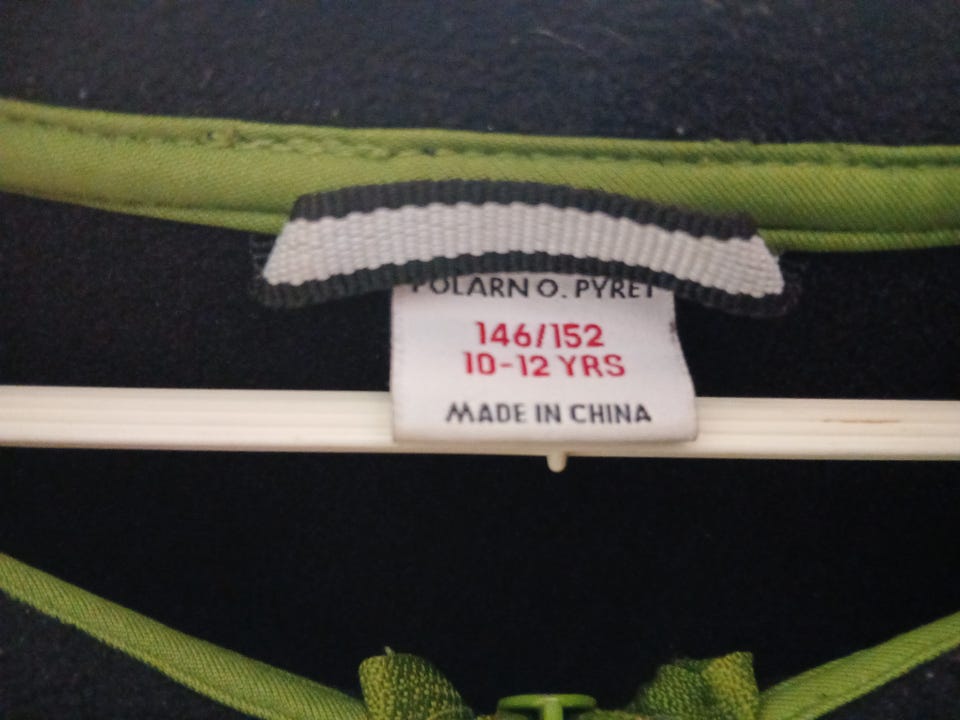 POLARN O. PYRET
146/152
10-12 YRS
MADE IN CHINA